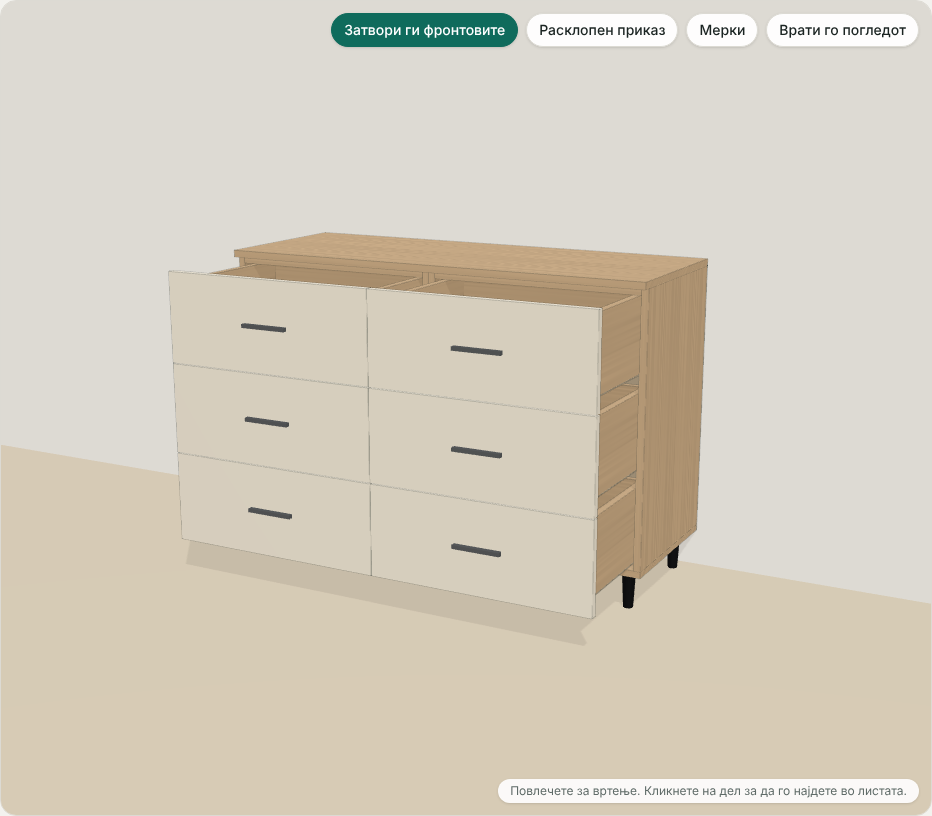 Затвори ги фронтовите
Расклопен приказ
Мерки
Врати го погледот
Повлечете за вртење. Кликнете на дел за да го најдете во листата.